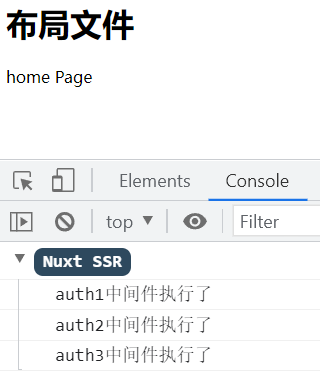 布局文件
home Page
Elements Console
top Filter
Nuxt SSR
auth1中间件执行了
auth2中间件执行了
auth3中间件执行了